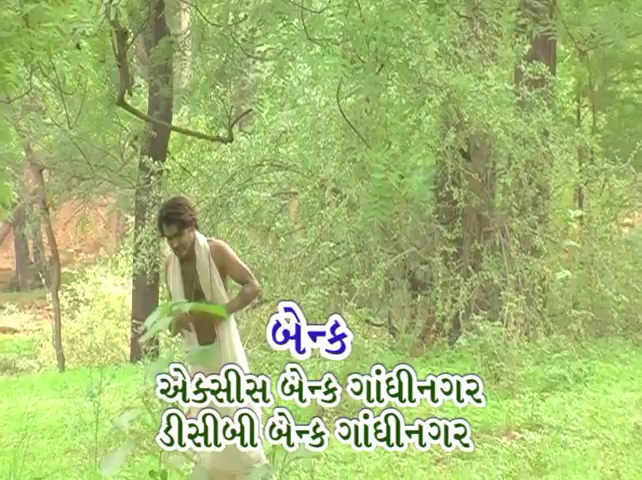 બેન્ક
એક્સીસ બેન્ક ગાંધીનગર
ડીસીબી બેન્ક ગાંધીનગર